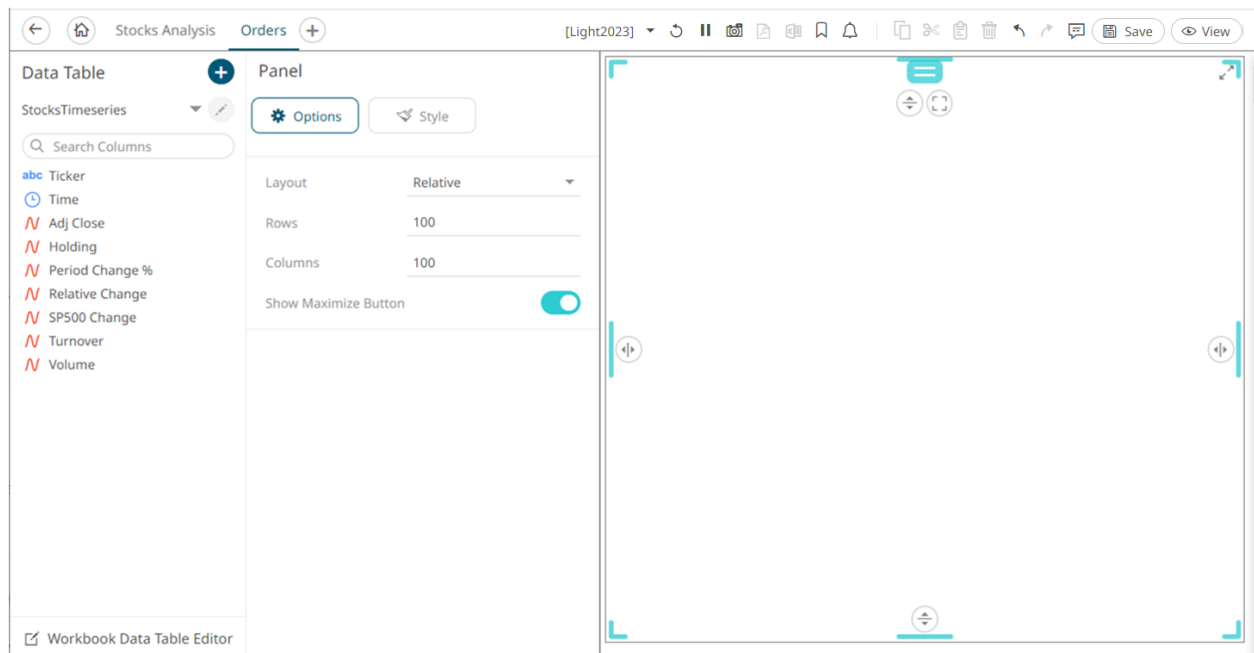 Stocks Analysis Orders [Light2023] Save View
Data Table
StocksTimeseries
Search Columns
abc Ticker
Time
Adj Close
Holding
Period Change %
Relative Change
SP500 Change
Turnover
Volume
Workbook Data Table Editor
Panel
Options Style
Layout Relative
Rows 100
Columns 100
Show Maximize Button